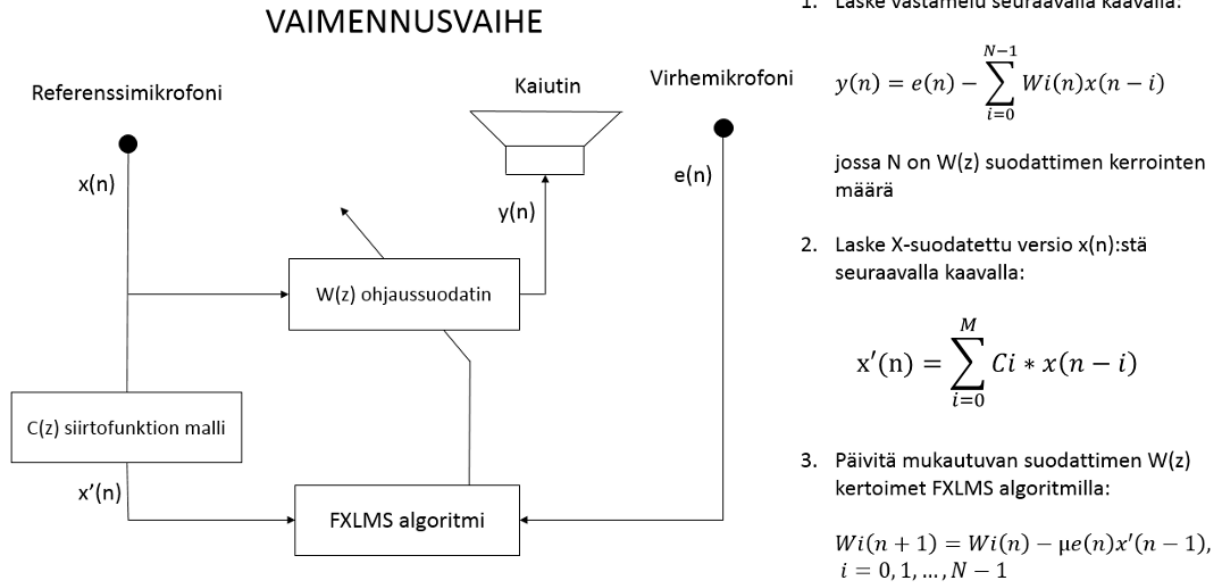 VAIMENNUSVAIHE
Referenssimikrofoni
Kaiutin
Virhemikrofoni
x(n)
e(n)
y(n)
W(z) ohjaussuodatin
C(z) siirtofunktion malli
x’(n)
FXLMS algoritmi
1. Laske vastamelu seuraavalla kaavalla:
y(n) = e(n) − ∑_{i=0}^{N−1} Wi(n)x(n − i)
jossa N on W(z) suodattimen kerrointen
määrä
2. Laske X-suodatettu versio x(n):stä
seuraavalla kaavalla:
x′(n) = ∑_{i=0}^{M} Ci ∗ x(n − i)
3. Päivitä mukautuvan suodattimen W(z)
kertoimet FXLMS algoritmilla:
Wi(n + 1) = Wi(n) − µe(n)x′(n − 1),
i = 0, 1, ..., N − 1